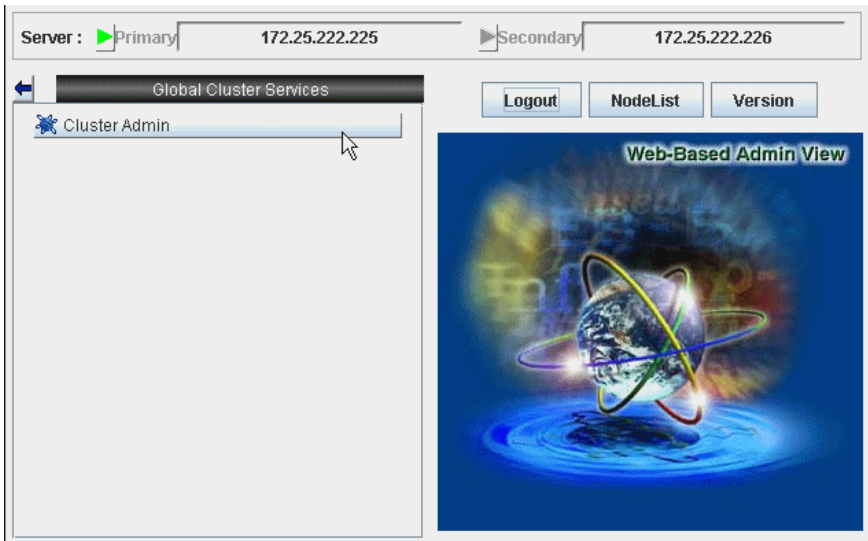 Server : Primary 172.25.222.225 Secondary 172.25.222.226
Global Cluster Services
Logout NodeList Version
Cluster Admin
Web-Based Admin View